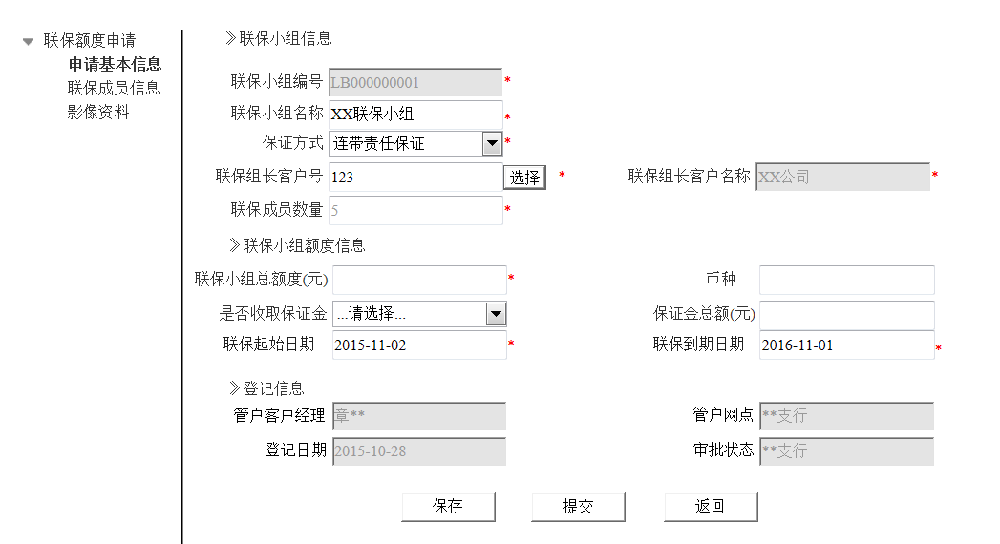 联保额度申请
申请基本信息
联保成员信息
影像资料
≫联保小组信息
联保小组编号 LB000000001 *
联保小组名称 XX联保小组 *
保证方式 连带责任保证 *
联保组长客户号 123 选择 * 联保组长客户名称 XX公司 *
联保成员数量 5 *
≫联保小组额度信息
联保小组总额度(元) * 币种
是否收取保证金 ...请选择... 保证金总额(元)
联保起始日期 2015-11-02 * 联保到期日期 2016-11-01 *
≫登记信息
管户客户经理 章** 管户网点 **支行
登记日期 2015-10-28 审批状态 **支行
保存 提交 返回